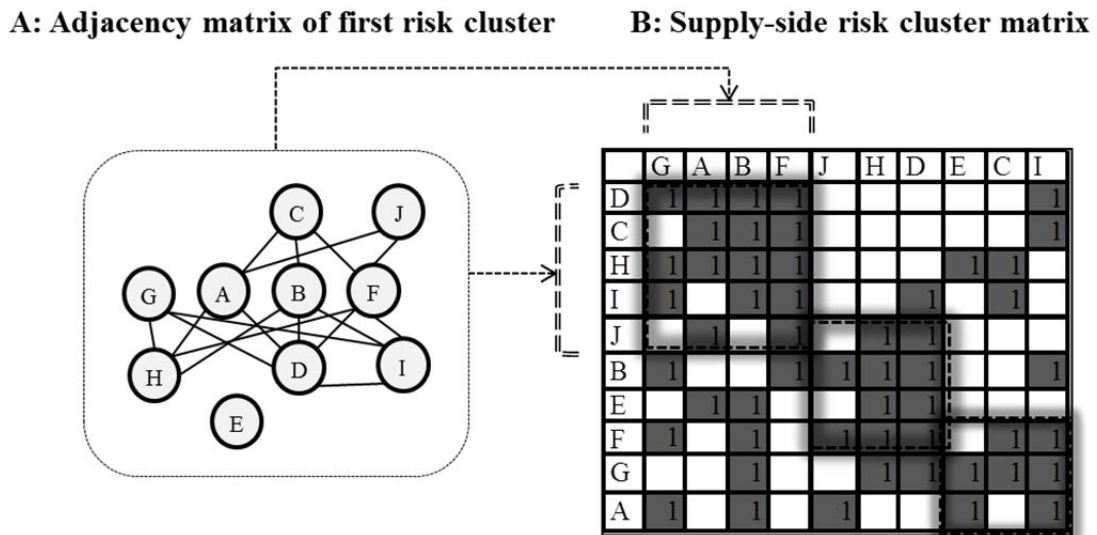 A: Adjacency matrix of first risk cluster
B: Supply-side risk cluster matrix
C J
G A B F
H D I
E
G A B F J H D E C I
D 1 1 1 1 1
C 1 1 1 1
H 1 1 1 1 1 1
I 1 1 1 1 1
J 1 1 1 1
B 1 1 1 1 1 1
E 1 1 1 1
F 1 1 1 1 1 1 1
G 1 1 1 1 1 1
A 1 1 1 1 1